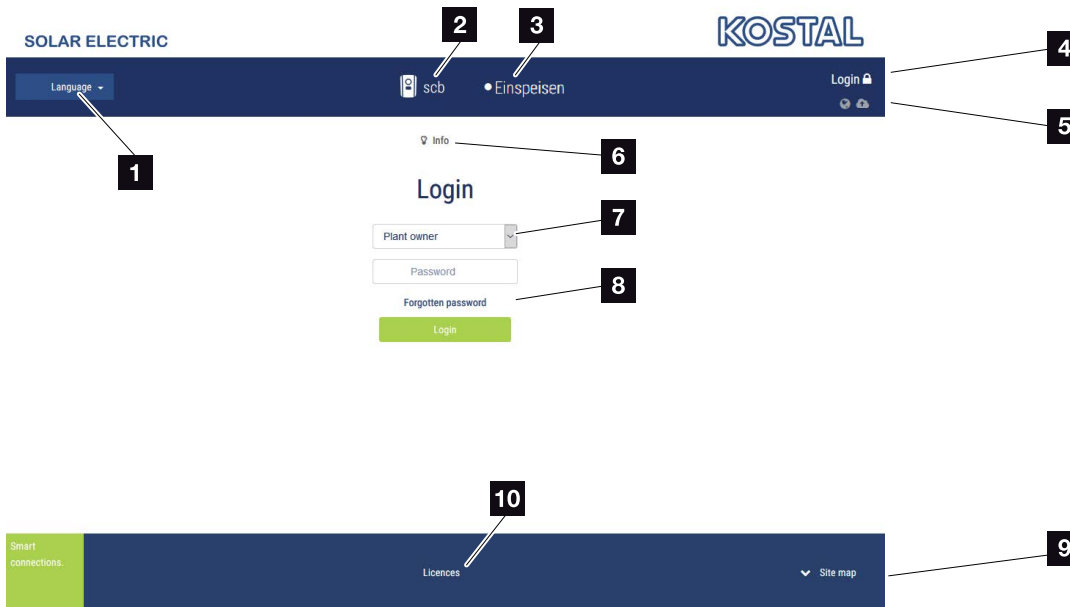 2
3
SOLAR ELECTRIC
KOSTAL
4
Language
scb
Einspeisen
Login
5
Info
6
1
Login
7
Plant owner
Password
8
Forgotten password
Login
10
Smart
connections.
9
Licences
Site map